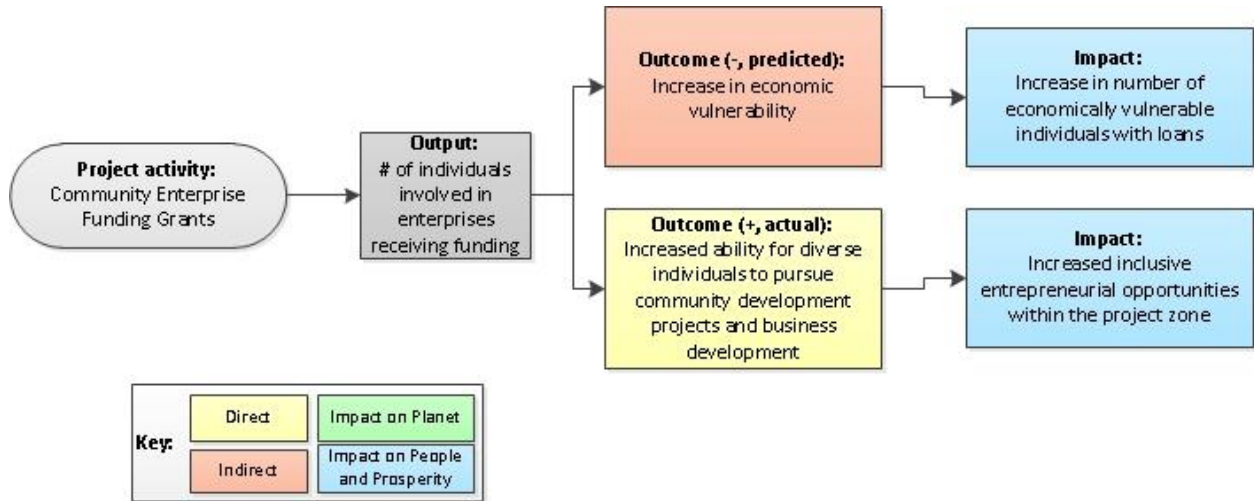 Project activity:
Community Enterprise
Funding Grants
Output:
# of individuals
involved in
enterprises
receiving funding
Outcome (-, predicted):
Increase in economic
vulnerability
Impact:
Increase in number of
economically vulnerable
individuals with loans
Outcome (+, actual):
Increased ability for diverse
individuals to pursue
community development
projects and business
development
Impact:
Increased inclusive
entrepreneurial opportunities
within the project zone
Key:
Direct
Impact on Planet
Indirect
Impact on People
and Prosperity